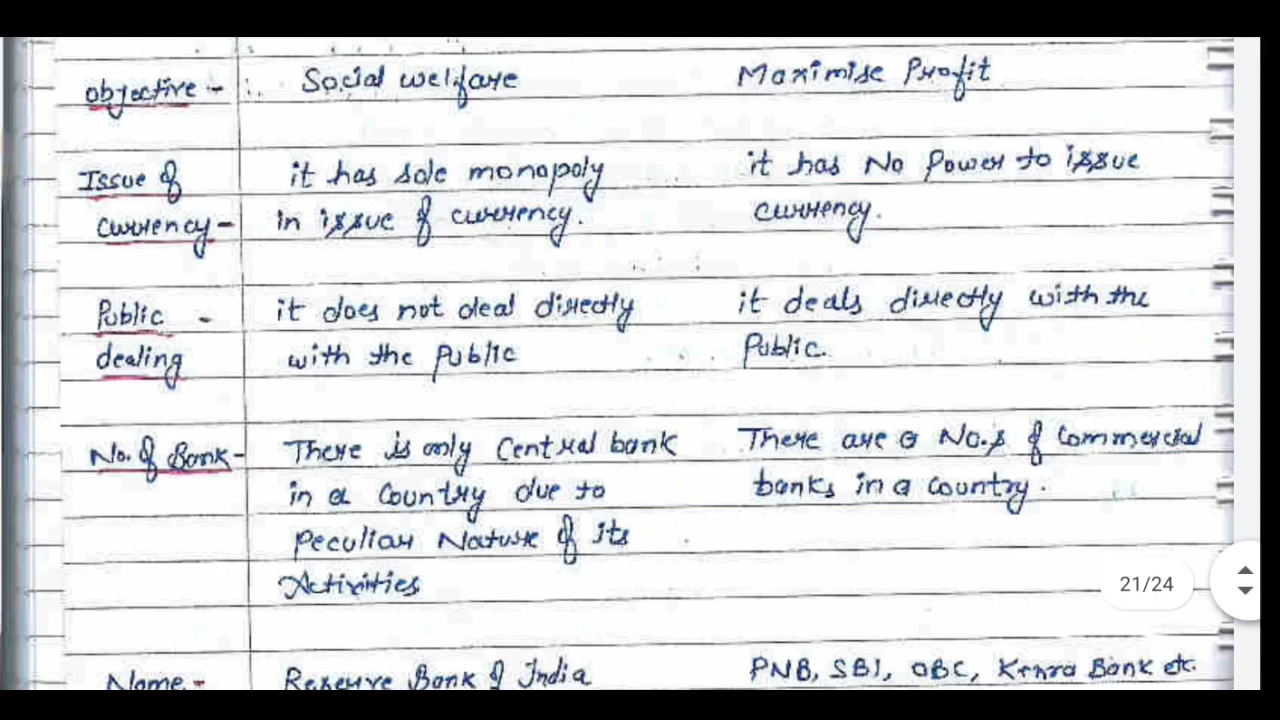 objective - Social welfare Maximise Profit
Issue of it has sole monopoly it has No Power to issue
currency - in issue of currency. currency.
Public - it does not deal directly it deals directly with the
dealing with the Public Public.
No. of Bank - There is only Central bank There are a No.s of Commercial
in a Country due to banks in a Country.
Peculiar Nature of its
Activities
21/24
Name - Reserve Bank of India PNB, SBI, OBC, Kenra Bank etc.